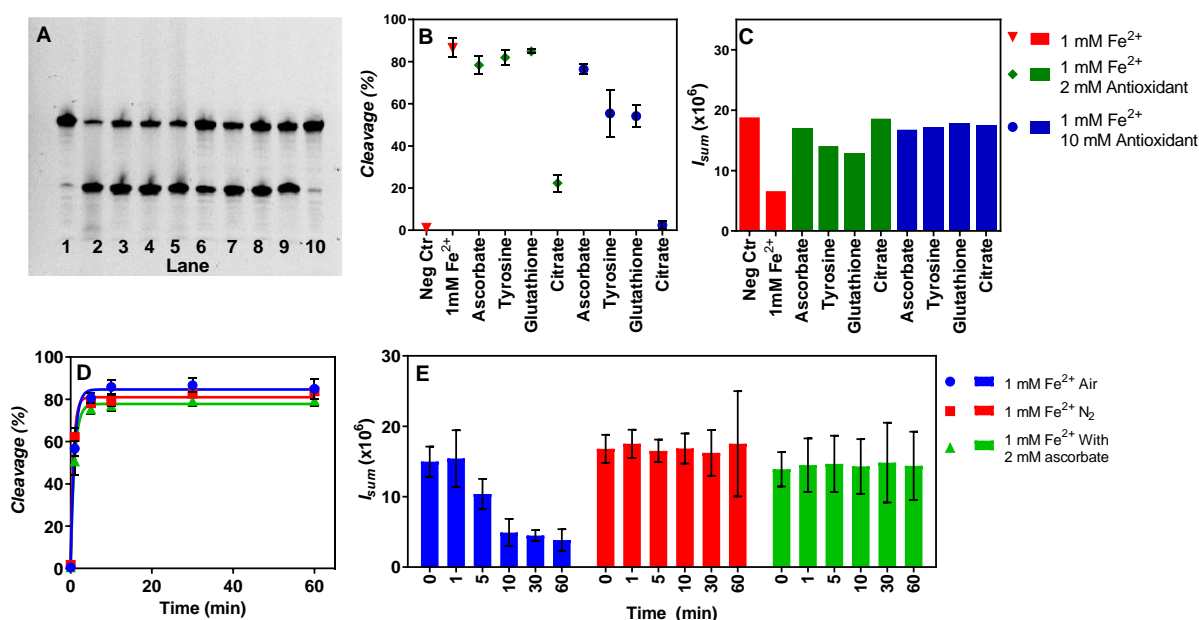 A
1 2 3 4 5 6 7 8 9 10
Lane
B
Cleavage (%)
100
80
60
40
20
0
Neg Ctr
1mM Fe²⁺
Ascorbate
Tyrosine
Glutathione
Citrate
Ascorbate
Tyrosine
Glutathione
Citrate
C
I_sum (x10⁶)
30
20
10
0
Neg Ctr
1mM Fe²⁺
Ascorbate
Tyrosine
Glutathione
Citrate
Ascorbate
Tyrosine
Glutathione
Citrate
1 mM Fe²⁺
1 mM Fe²⁺
2 mM Antioxidant
1 mM Fe²⁺
10 mM Antioxidant
D
Cleavage (%)
100
80
60
40
20
0
0 20 40 60
Time (min)
E
I_sum (x10⁶)
30
20
10
0
0 1 5 10 30 60 0 1 5 10 30 60 0 1 5 10 30 60
Time (min)
1 mM Fe²⁺ Air
1 mM Fe²⁺ N₂
1 mM Fe²⁺ With
2 mM ascorbate